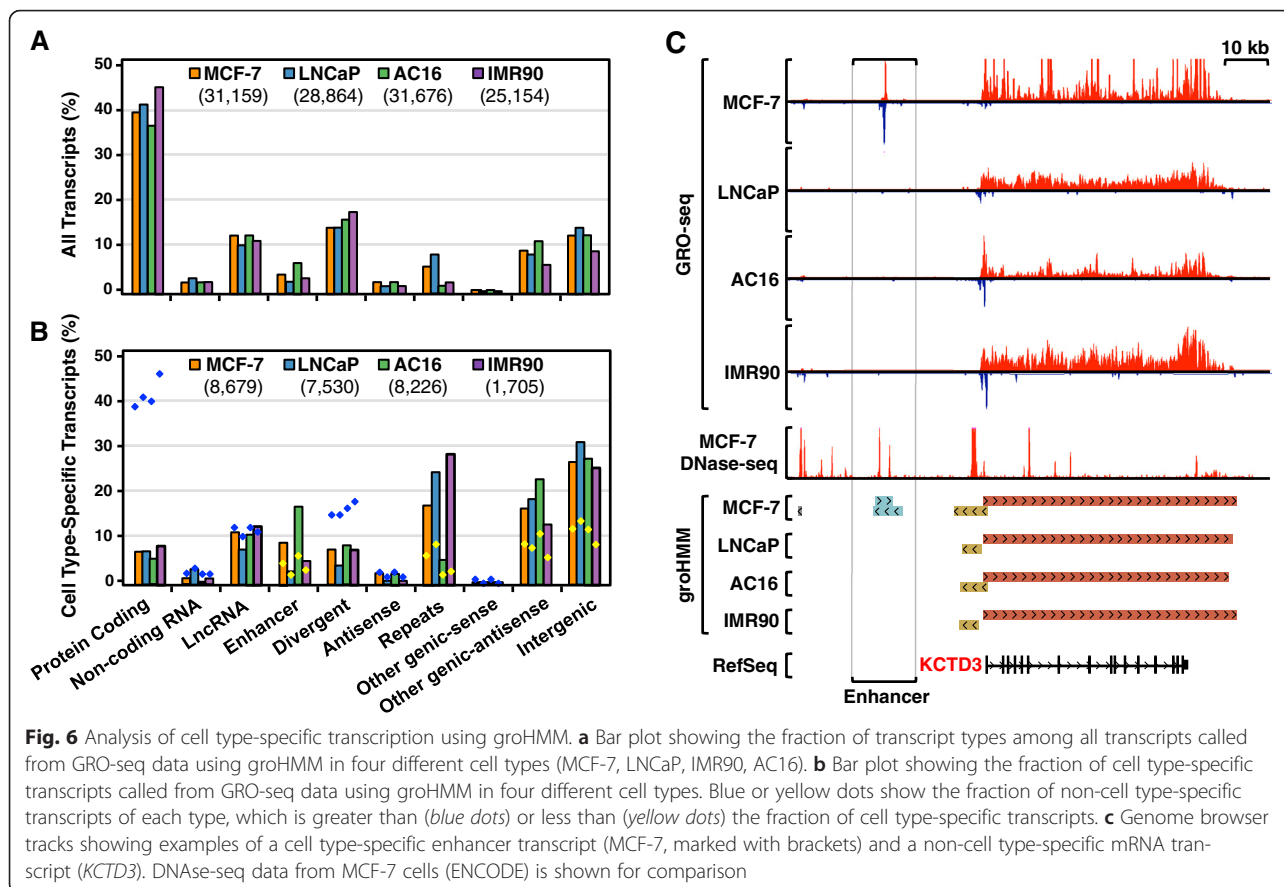 A
All Transcripts (%)
50
40
30
20
10
0
MCF-7 LNCaP AC16 IMR90
(31,159) (28,864) (31,676) (25,154)
B
Cell Type-Specific Transcripts (%)
50
40
30
20
10
0
MCF-7 LNCaP AC16 IMR90
(8,679) (7,530) (8,226) (1,705)
Protein Coding
Non-coding RNA
LncRNA
Enhancer
Divergent
Antisense
Repeats
Other genic-sense
Other genic-antisense
Intergenic
C
10 kb
GRO-seq
MCF-7
LNCaP
AC16
IMR90
MCF-7
DNase-seq
groHMM
MCF-7
LNCaP
AC16
IMR90
RefSeq
KCTD3
Enhancer
Fig. 6 Analysis of cell type-specific transcription using groHMM. a Bar plot showing the fraction of transcript types among all transcripts called
from GRO-seq data using groHMM in four different cell types (MCF-7, LNCaP, IMR90, AC16). b Bar plot showing the fraction of cell type-specific
transcripts called from GRO-seq data using groHMM in four different cell types. Blue or yellow dots show the fraction of non-cell type-specific
transcripts of each type, which is greater than (blue dots) or less than (yellow dots) the fraction of cell type-specific transcripts. c Genome browser
tracks showing examples of a cell type-specific enhancer transcript (MCF-7, marked with brackets) and a non-cell type-specific mRNA tran-
script (KCTD3). DNAse-seq data from MCF-7 cells (ENCODE) is shown for comparison